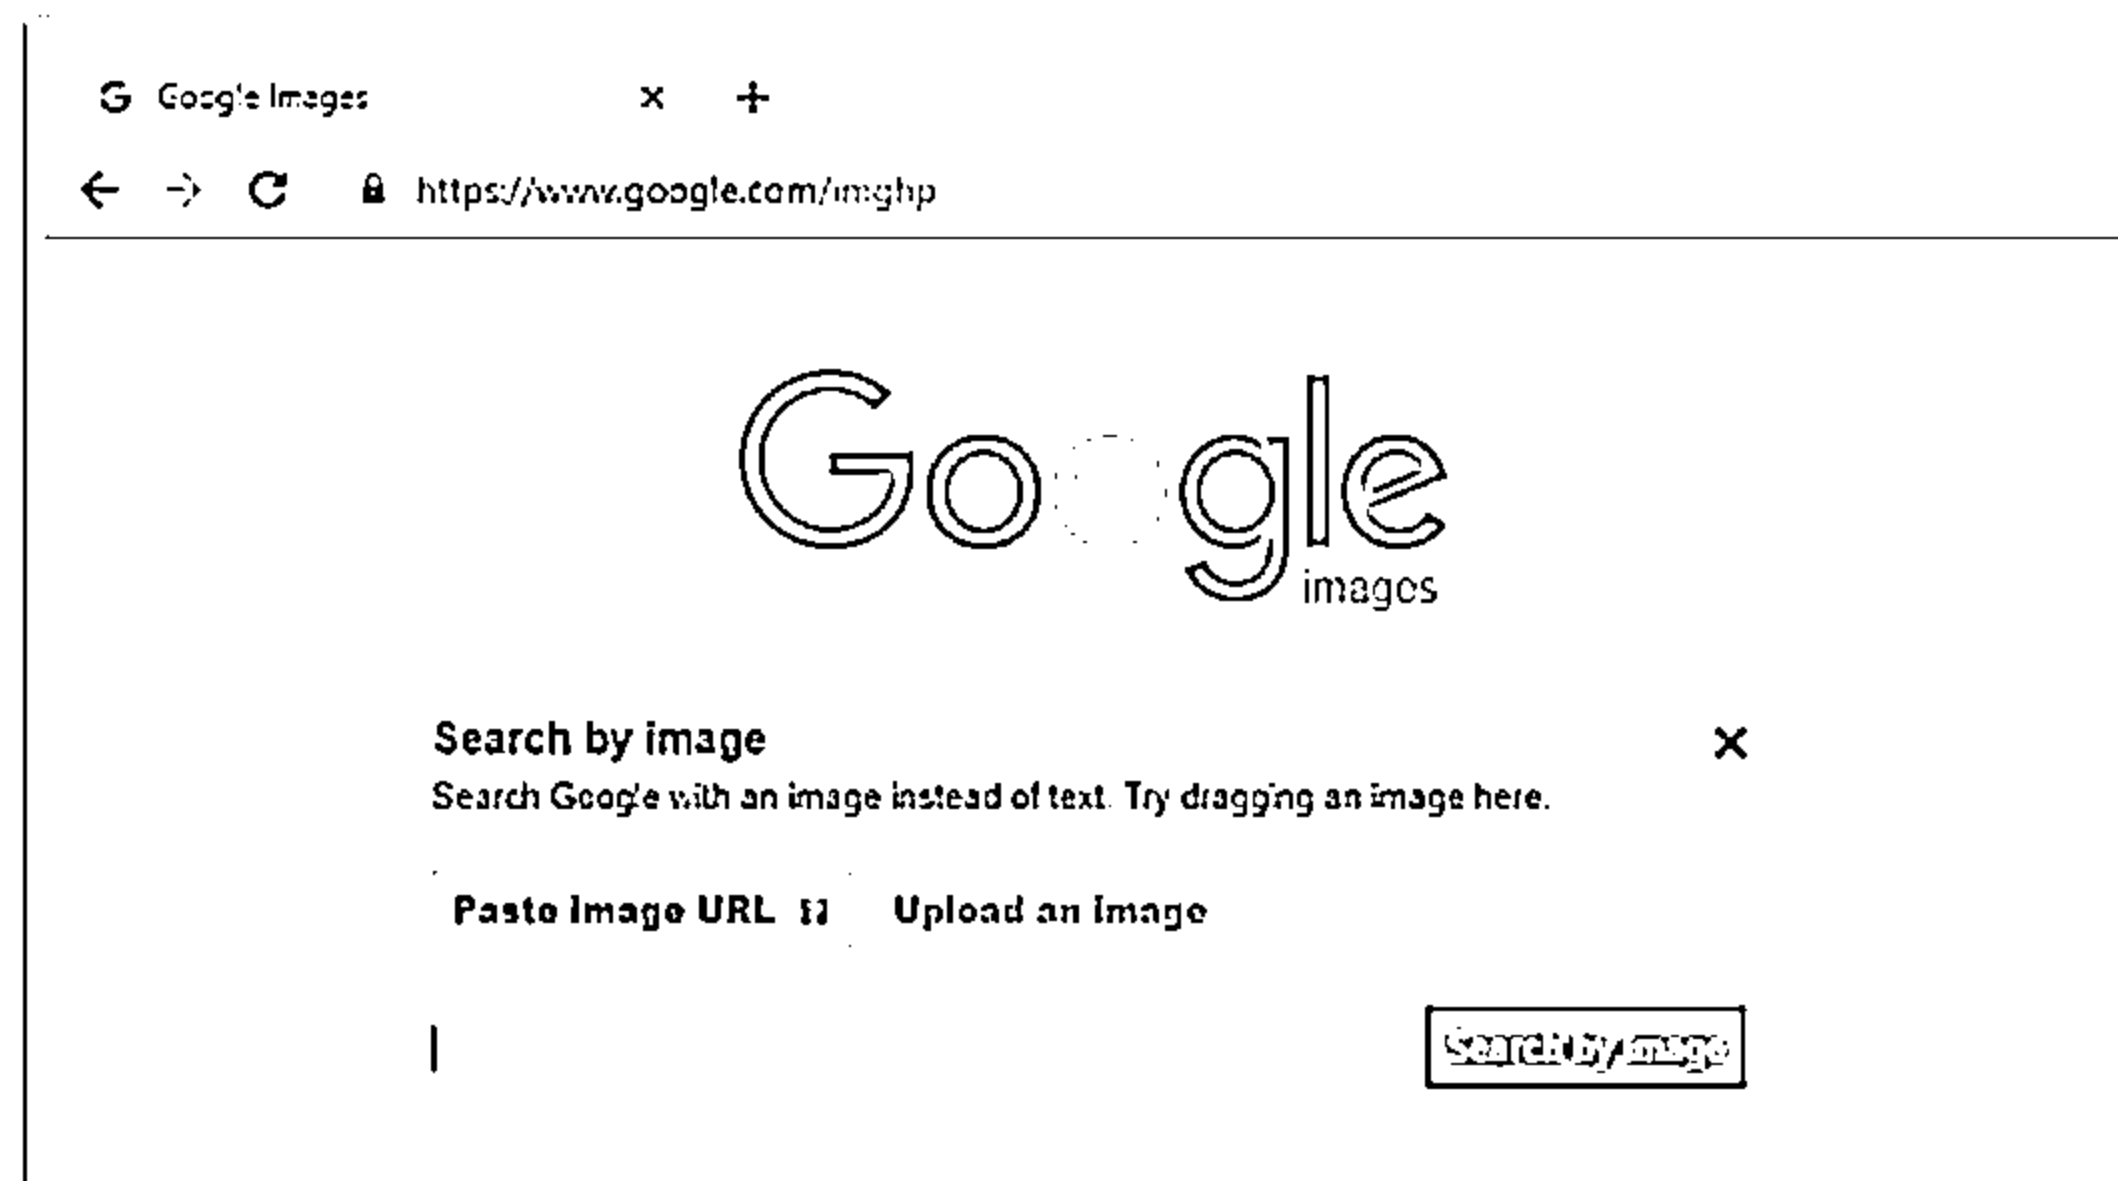 G Google Images
https://www.google.com/imghp
Google
images
Search by image
Search Google with an image instead of text. Try dragging an image here.
Paste Image URL
Upload an Image
Search by image